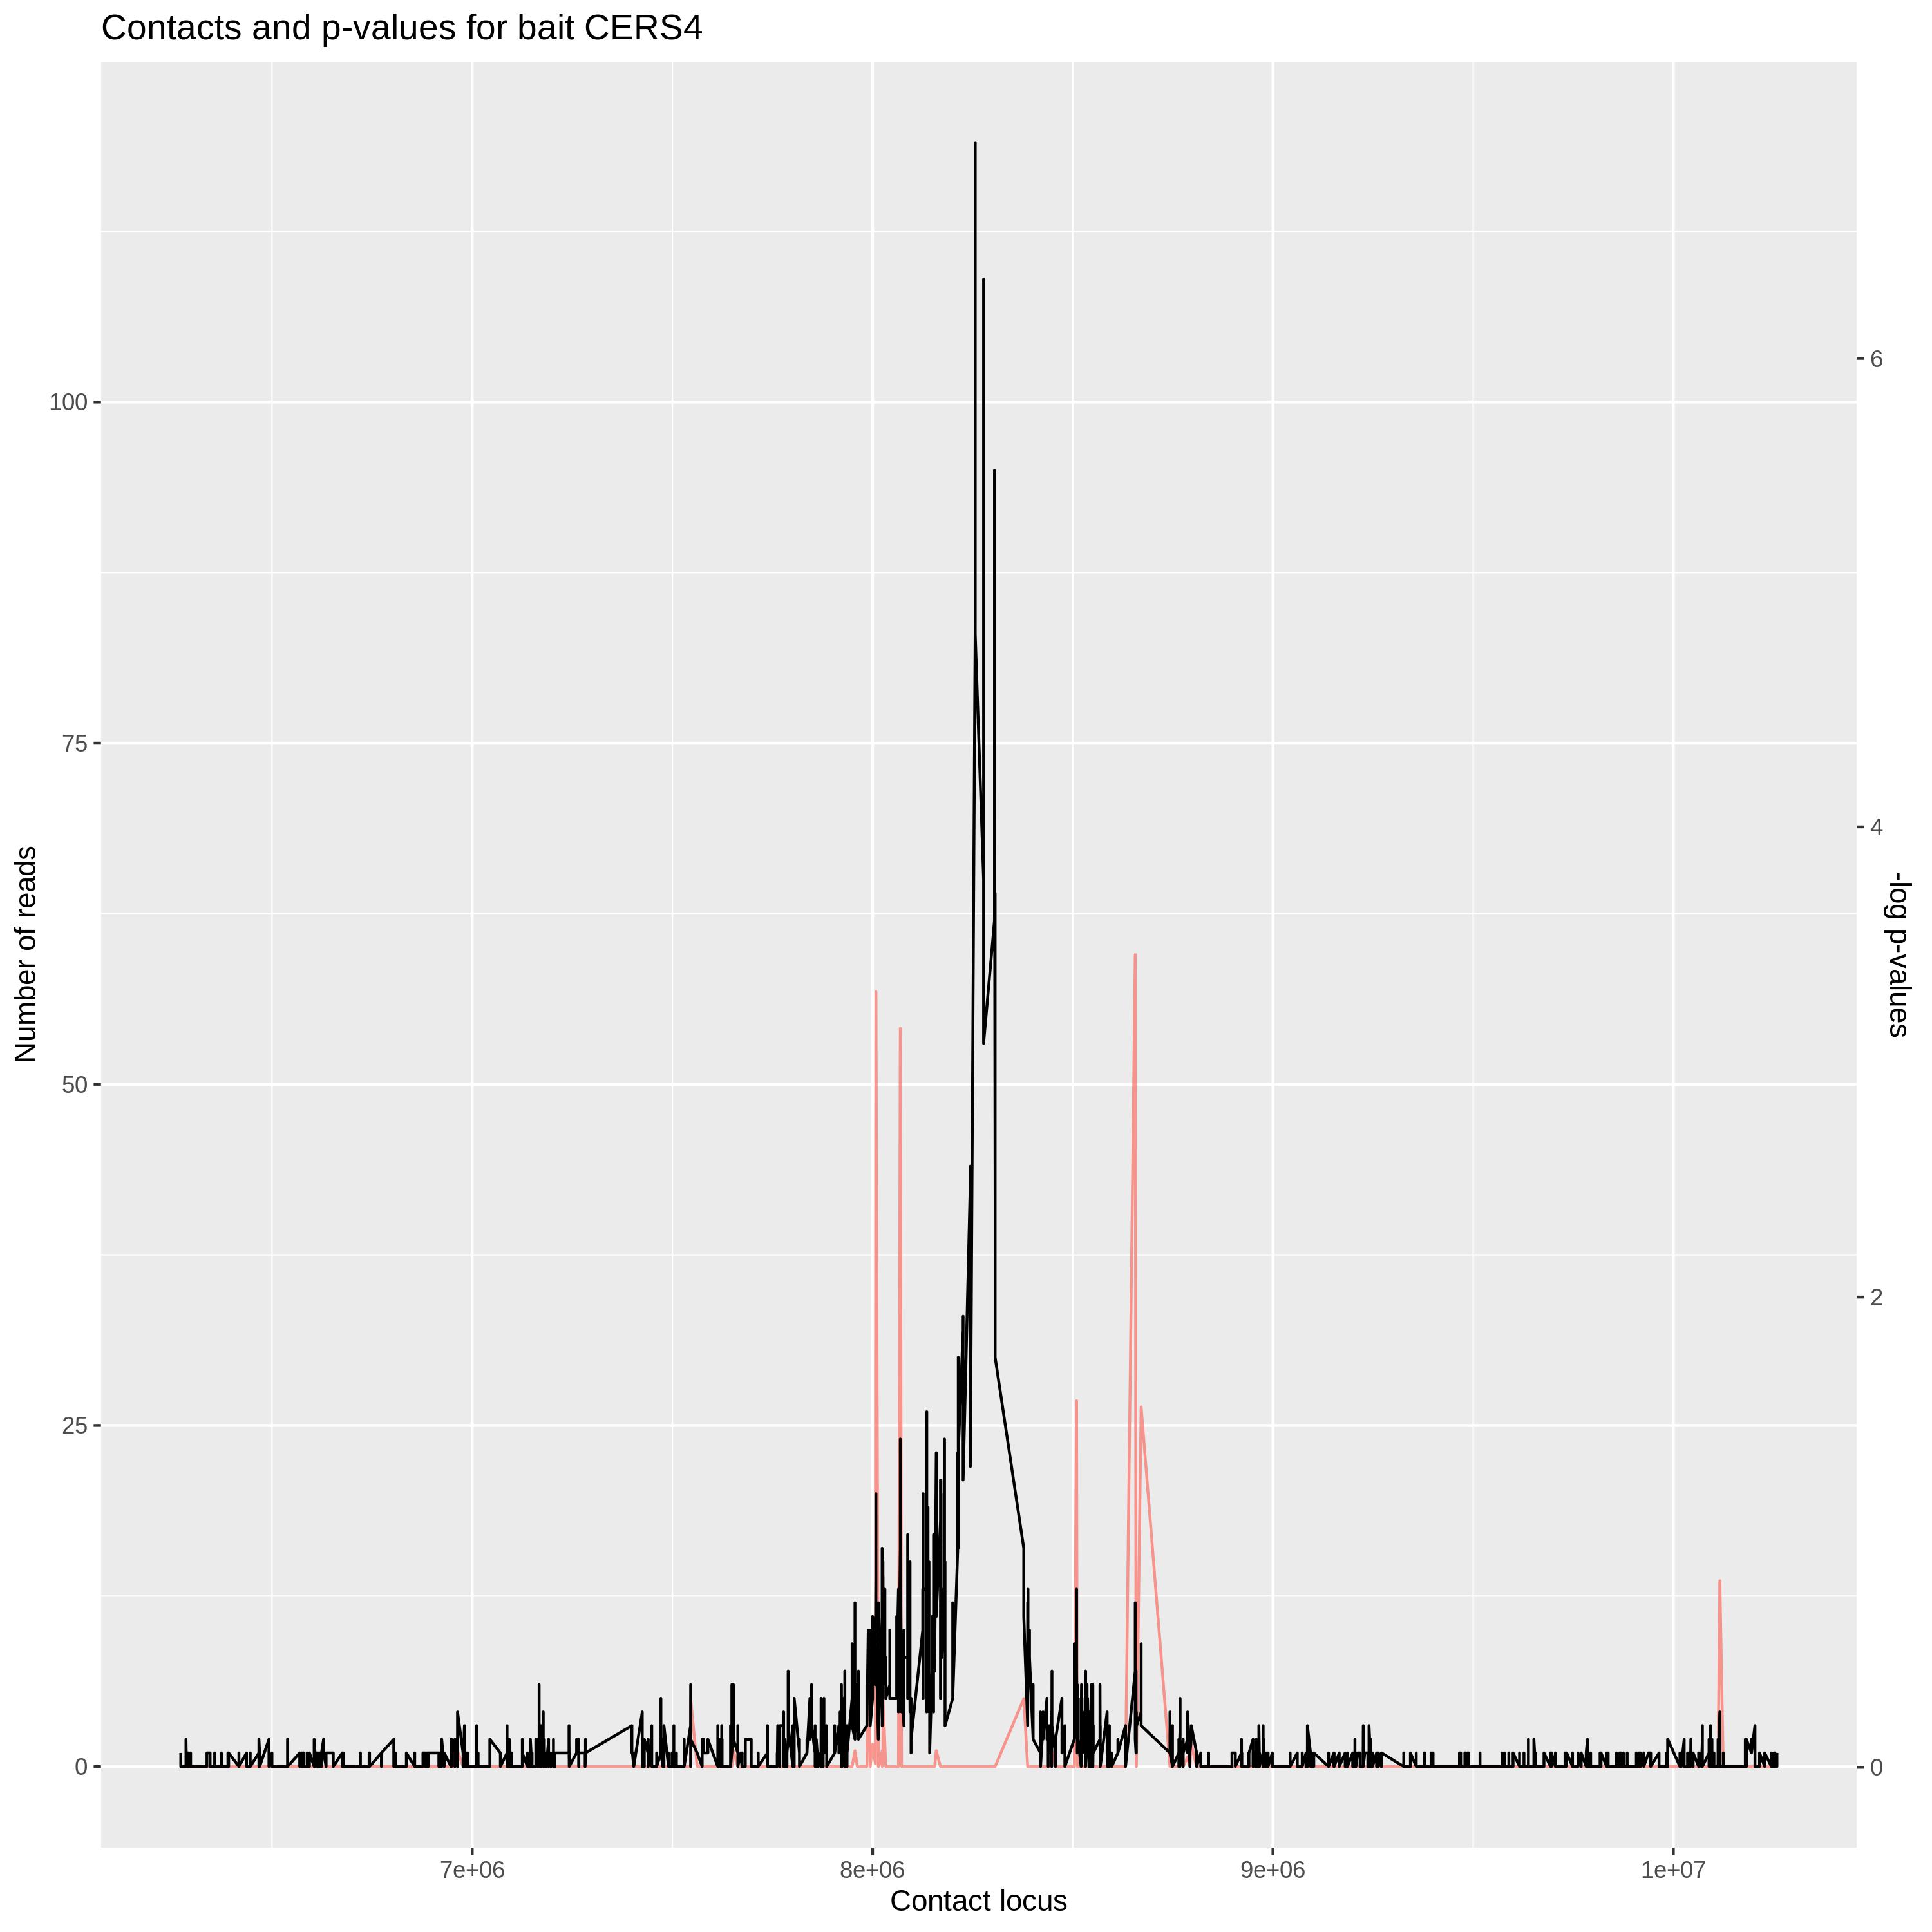 Contacts and p-values for bait CERS4
Number of reads
100
75
50
25
0
6
4
2
0
-log p-values
7e+06
8e+06
9e+06
1e+07
Contact locus